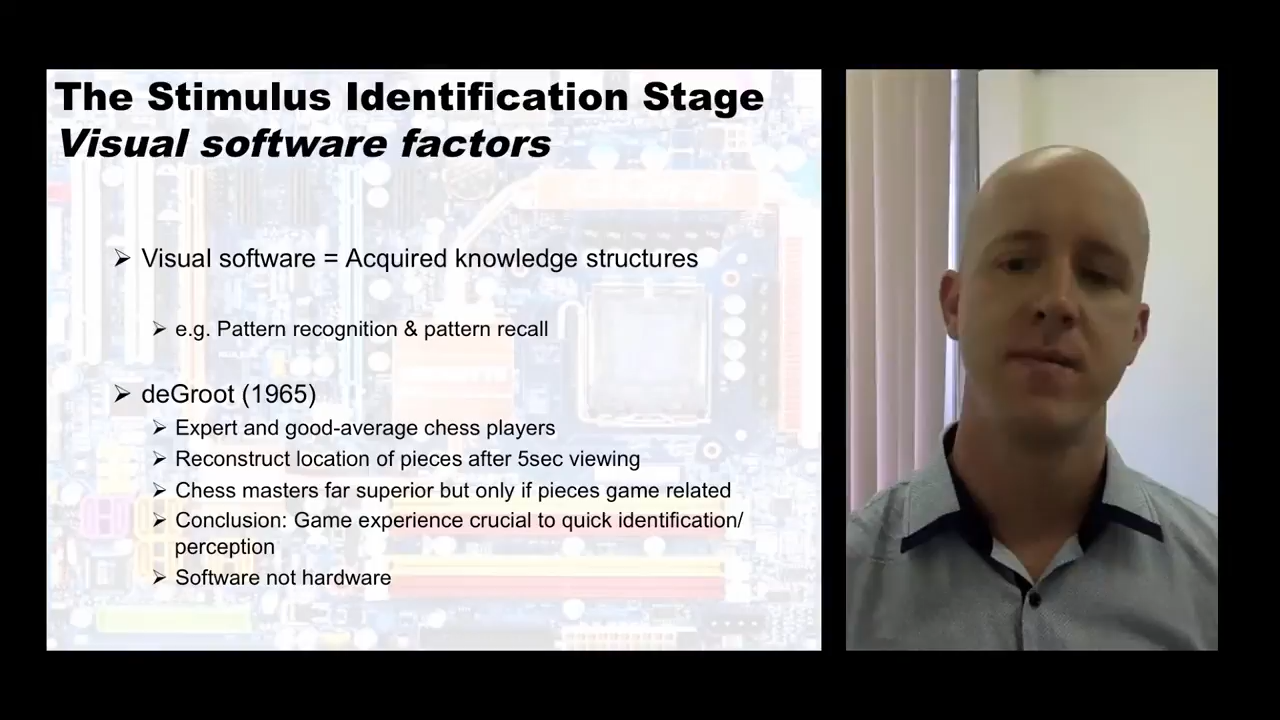 The Stimulus Identification Stage
Visual software factors
➢ Visual software = Acquired knowledge structures
➢ e.g. Pattern recognition & pattern recall
➢ deGroot (1965)
➢ Expert and good-average chess players
➢ Reconstruct location of pieces after 5sec viewing
➢ Chess masters far superior but only if pieces game related
➢ Conclusion: Game experience crucial to quick identification/
perception
➢ Software not hardware